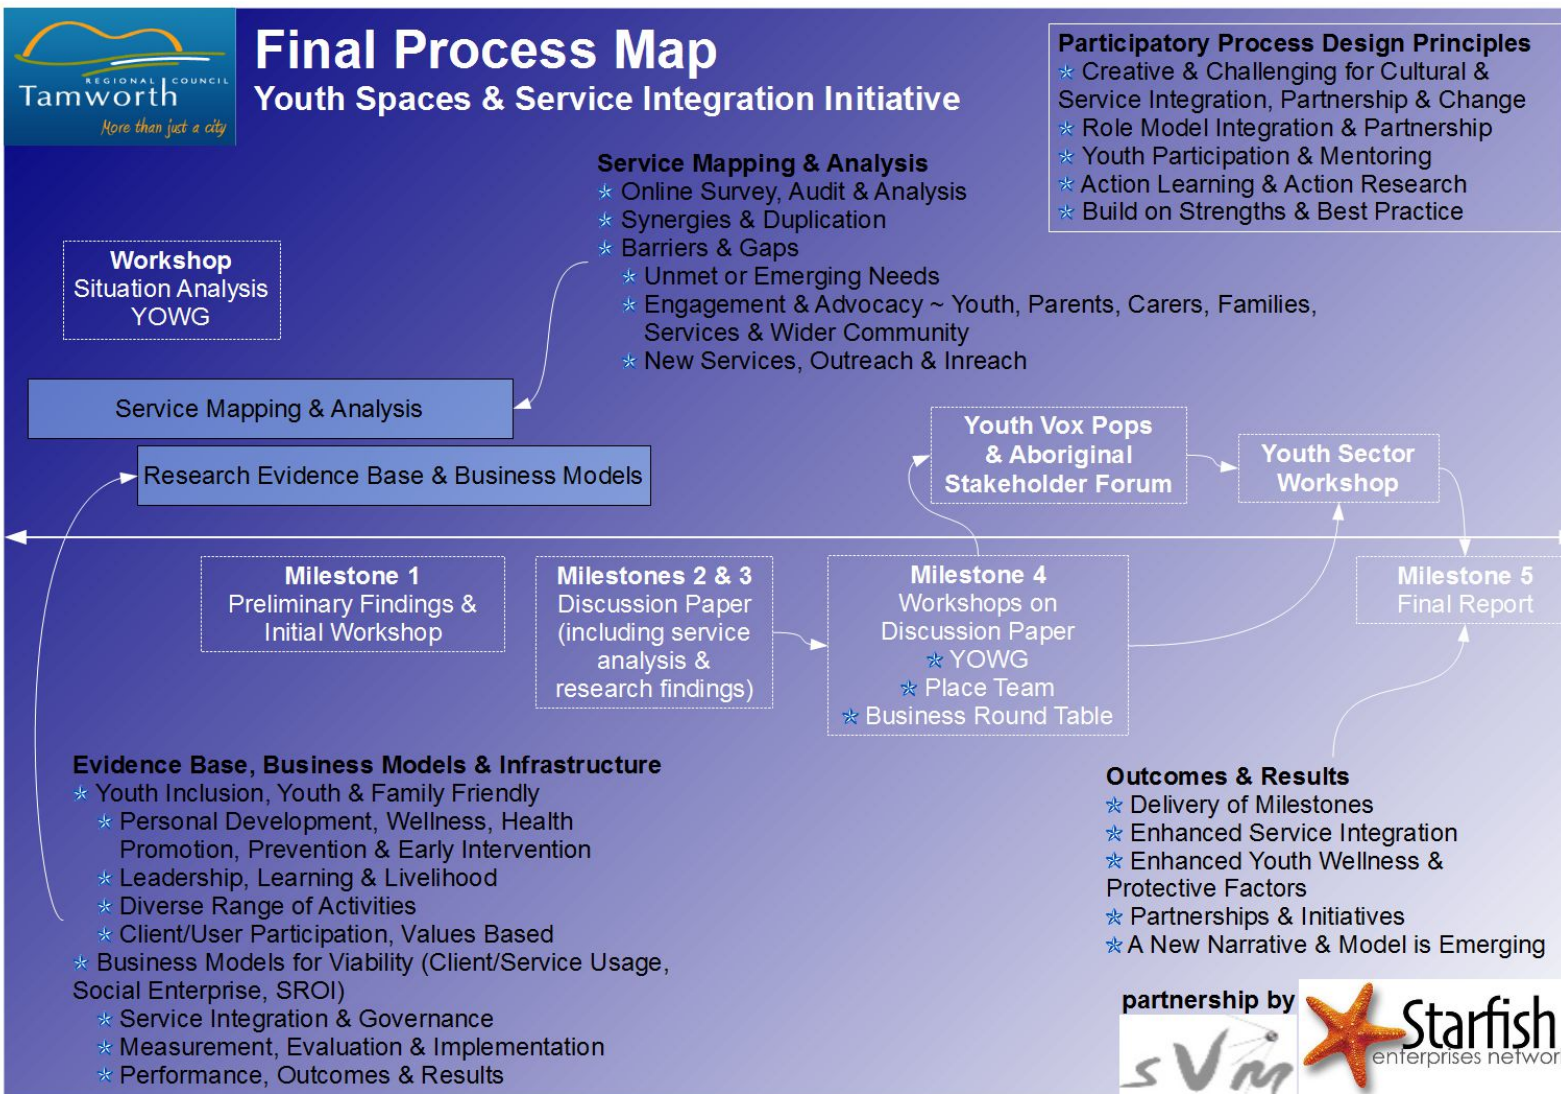 REGIONAL COUNCIL
Tamworth
More than just a city
Final Process Map
Youth Spaces & Service Integration Initiative
Participatory Process Design Principles
Creative & Challenging for Cultural &
Service Integration, Partnership & Change
Role Model Integration & Partnership
Youth Participation & Mentoring
Action Learning & Action Research
Build on Strengths & Best Practice
Service Mapping & Analysis
Online Survey, Audit & Analysis
Synergies & Duplication
Barriers & Gaps
Unmet or Emerging Needs
Engagement & Advocacy ~ Youth, Parents, Carers, Families,
Services & Wider Community
New Services, Outreach & Inreach
Workshop
Situation Analysis
YOWG
Service Mapping & Analysis
Research Evidence Base & Business Models
Youth Vox Pops
& Aboriginal
Stakeholder Forum
Youth Sector
Workshop
Milestone 1
Preliminary Findings &
Initial Workshop
Milestones 2 & 3
Discussion Paper
(including service
analysis &
research findings)
Milestone 4
Workshops on
Discussion Paper
YOWG
Place Team
Business Round Table
Milestone 5
Final Report
Evidence Base, Business Models & Infrastructure
Youth Inclusion, Youth & Family Friendly
Personal Development, Wellness, Health
Promotion, Prevention & Early Intervention
Leadership, Learning & Livelihood
Diverse Range of Activities
Client/User Participation, Values Based
Business Models for Viability (Client/Service Usage,
Social Enterprise, SROI)
Service Integration & Governance
Measurement, Evaluation & Implementation
Performance, Outcomes & Results
Outcomes & Results
Delivery of Milestones
Enhanced Service Integration
Enhanced Youth Wellness &
Protective Factors
Partnerships & Initiatives
A New Narrative & Model is Emerging
partnership by
sVm
Starfish
enterprises network